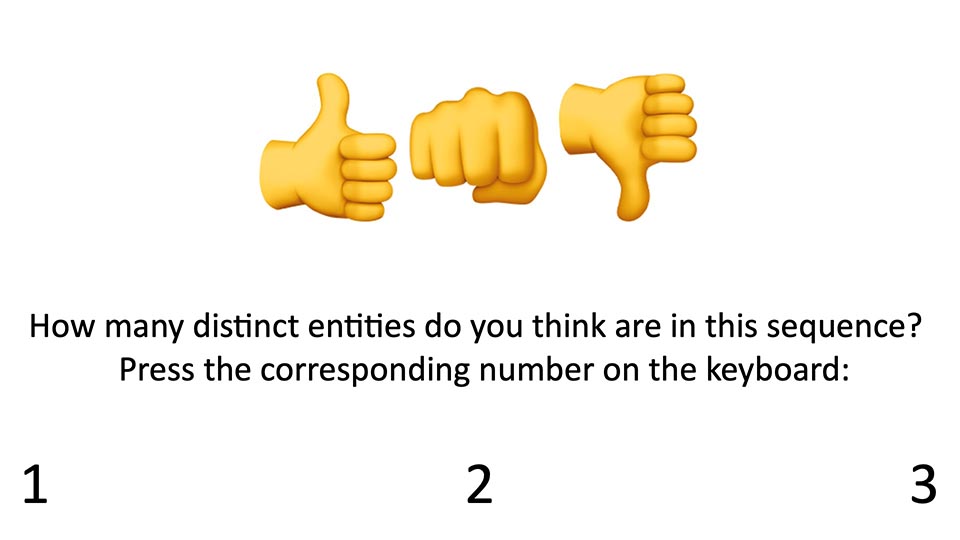 How many distinct entities do you think are in this sequence?
Press the corresponding number on the keyboard:
1 2 3